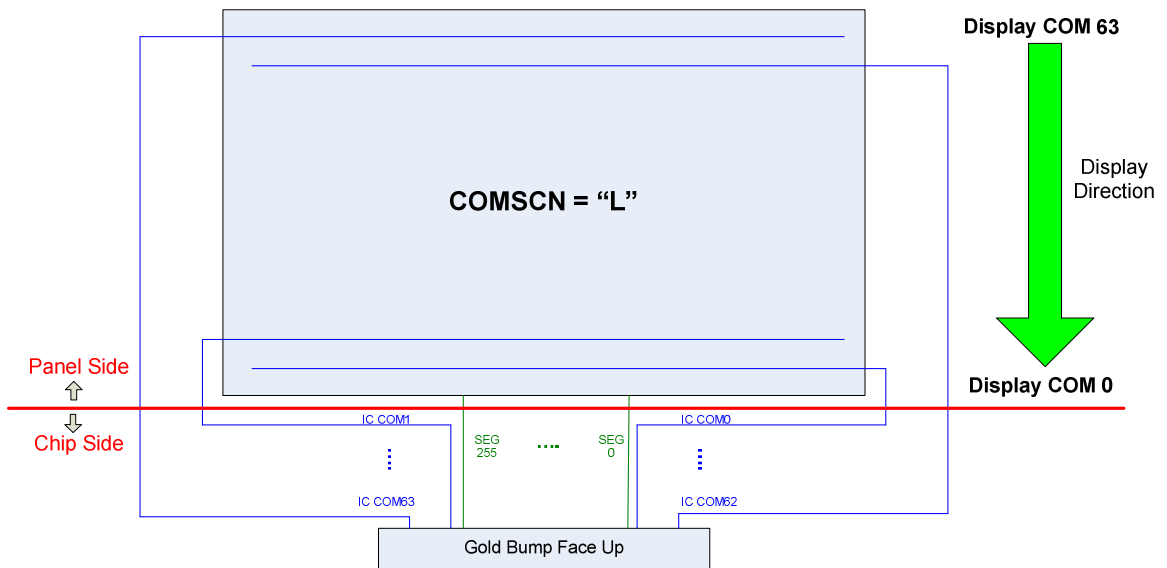 Display COM 63
COMSCN = “L”
Display
Direction
Panel Side
Display COM 0
Chip Side
IC COM1
SEG
255
....
SEG
0
IC COM0
IC COM63
IC COM62
Gold Bump Face Up